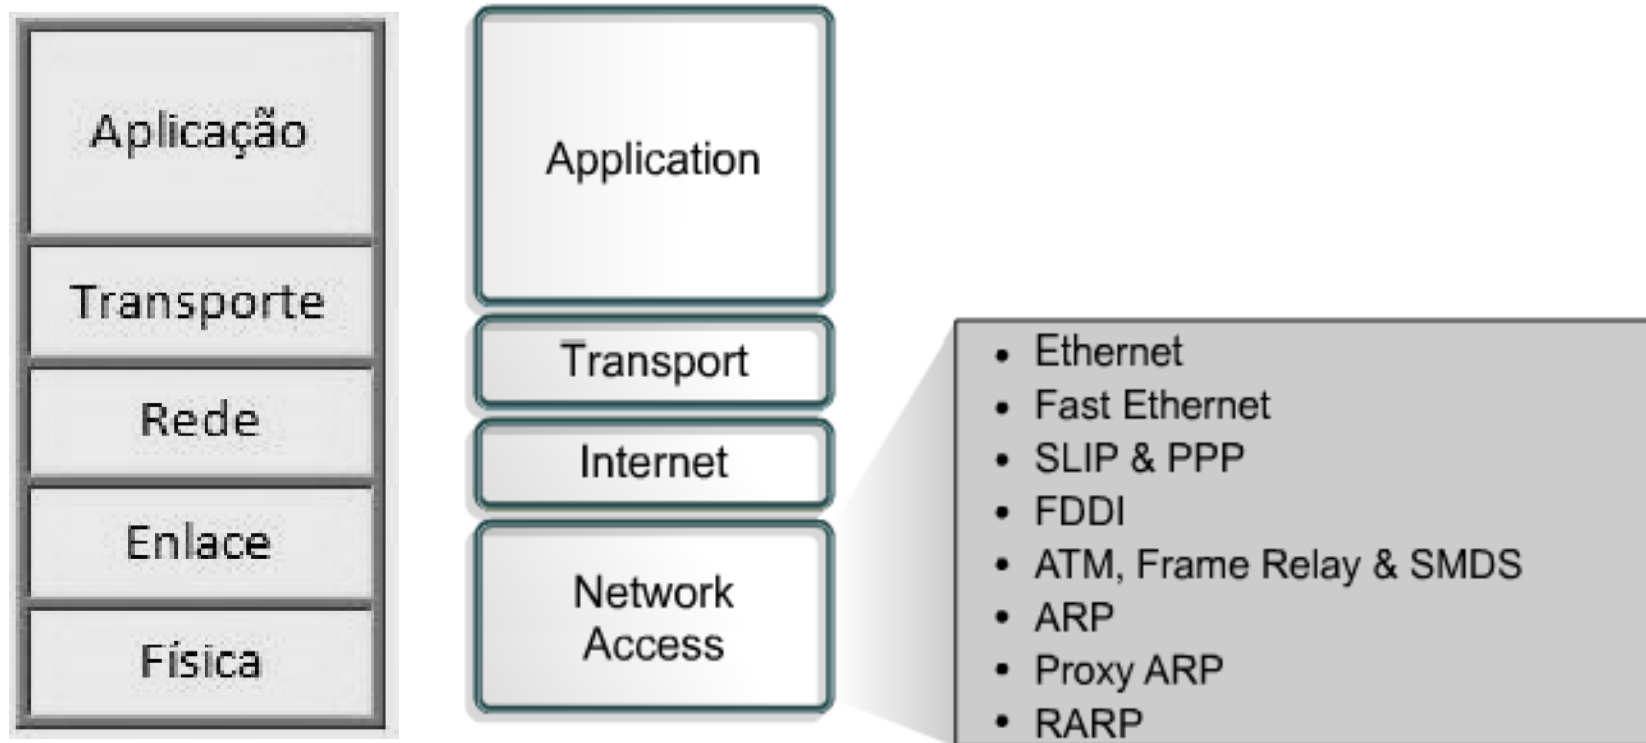 Aplicação
Transporte
Rede
Enlace
Física
Application
Transport
Internet
Network
Access
• Ethernet
• Fast Ethernet
• SLIP & PPP
• FDDI
• ATM, Frame Relay & SMDS
• ARP
• Proxy ARP
• RARP